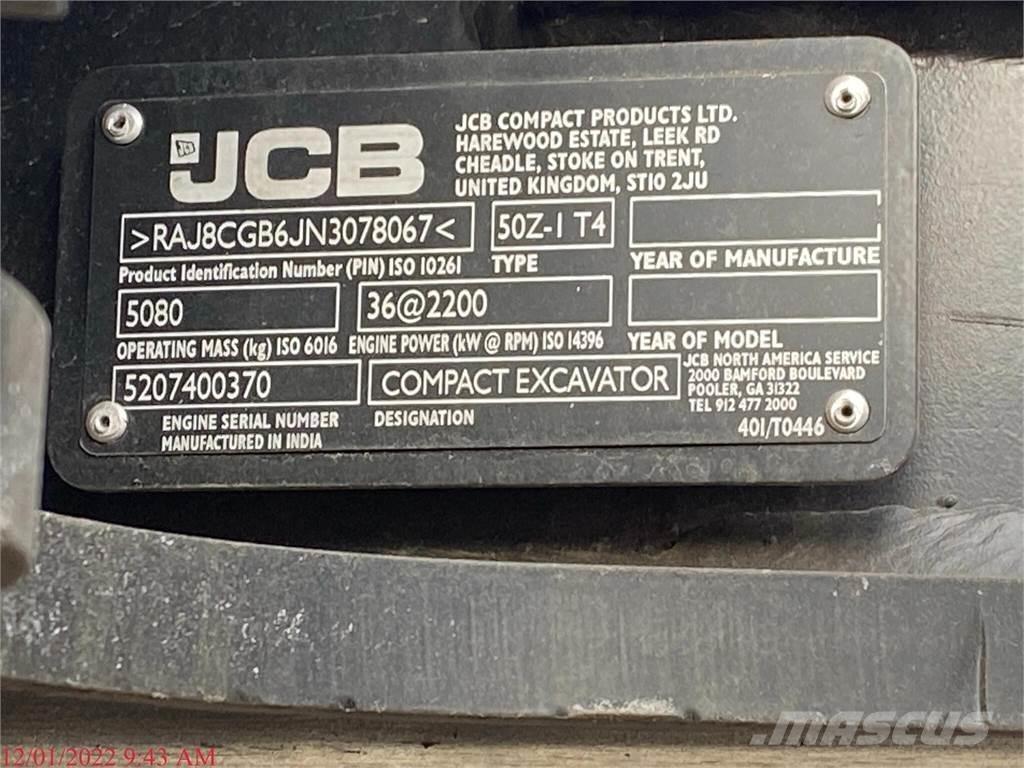 JCB
JCB COMPACT PRODUCTS LTD.
HAREWOOD ESTATE, LEEK RD
CHEADLE, STOKE ON TRENT,
UNITED KINGDOM, ST10 2JU
>RAJ8CGB6JN3078067<
50Z-1 T4
Product Identification Number (PIN) ISO 10261
TYPE
YEAR OF MANUFACTURE
5080
36@2200
OPERATING MASS (kg) ISO 6016
ENGINE POWER (kW @ RPM) ISO 14396
YEAR OF MODEL
5207400370
COMPACT EXCAVATOR
JCB NORTH AMERICA SERVICE
2000 BAMFORD BOULEVARD
POOLER, GA 31322
TEL 912 477 2000
ENGINE SERIAL NUMBER
DESIGNATION
401/T0446
MANUFACTURED IN INDIA
mascus
12/01/2022 9:43 AM